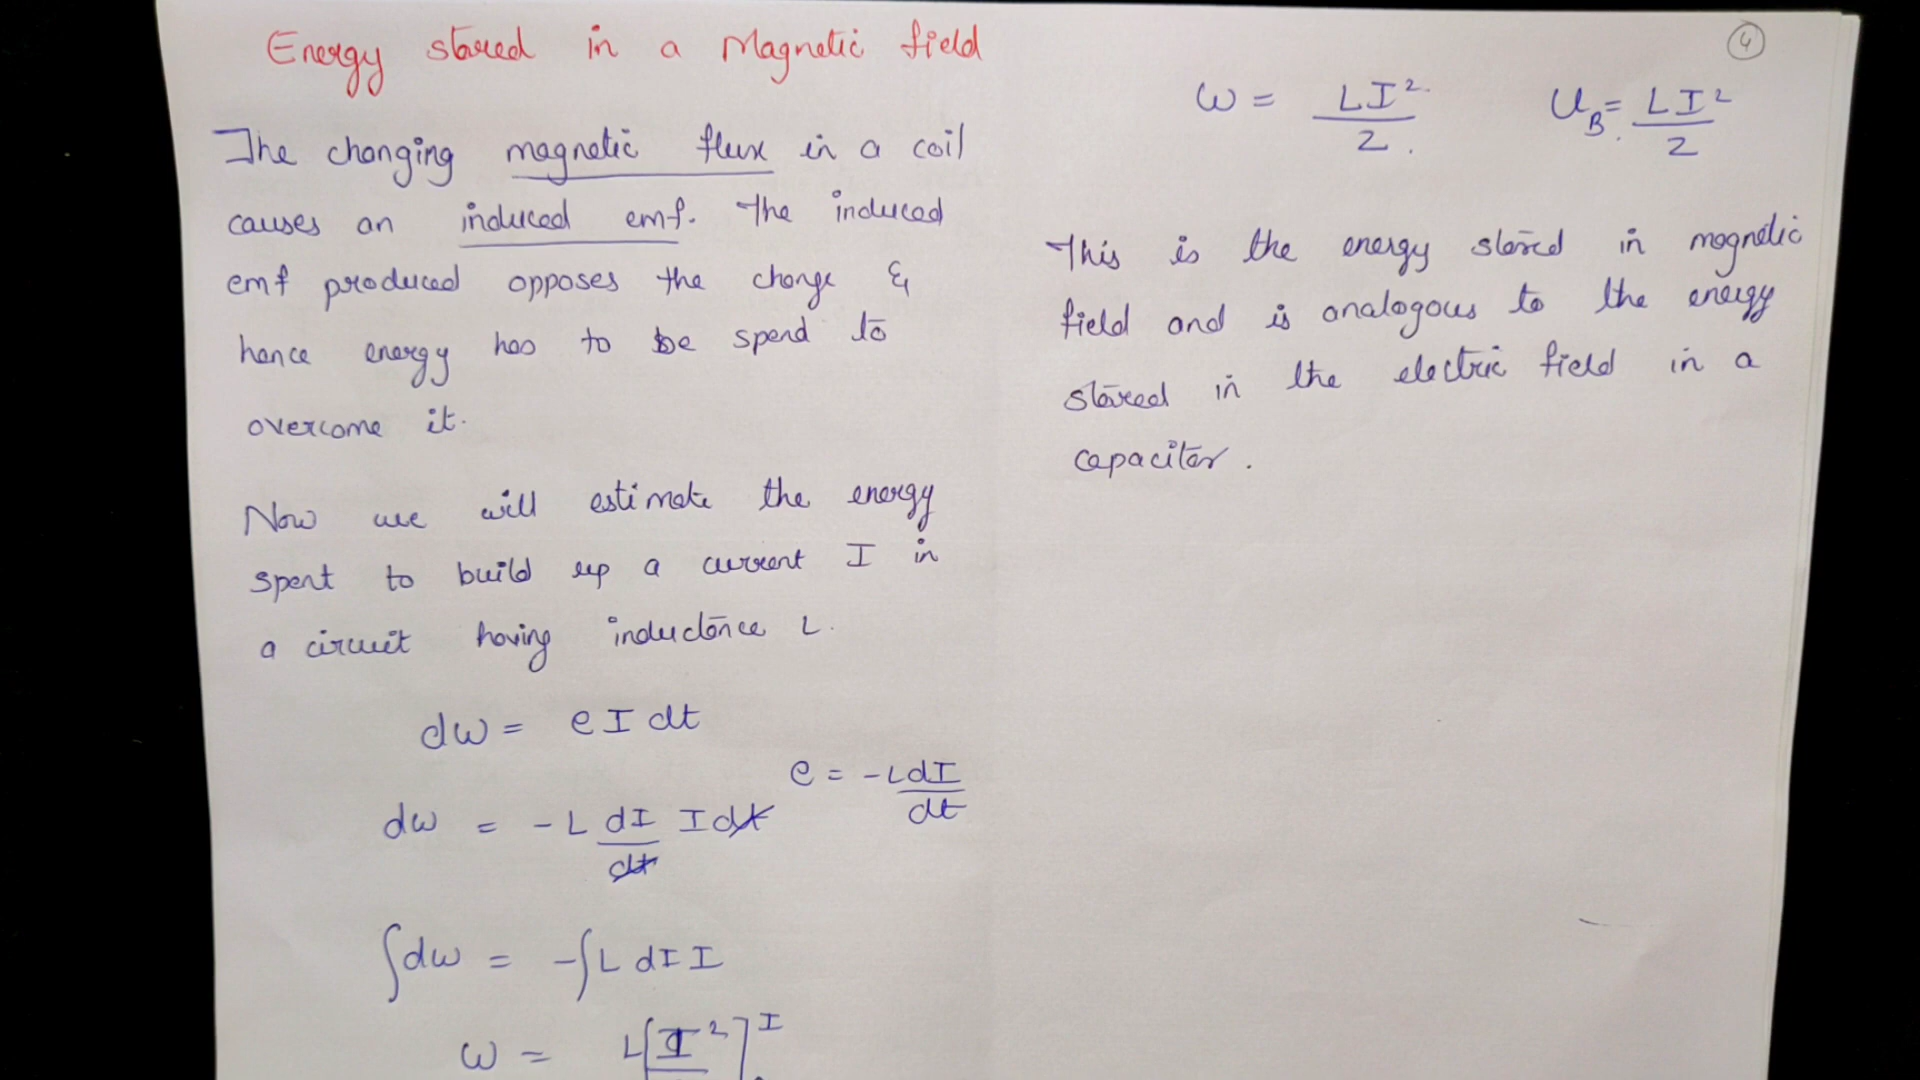 Energy stored in a Magnetic field
The changing magnetic flux in a coil
causes an induced emf. The induced
emf produced opposes the change &
hence energy has to be spend to
overcome it.
Now we will estimate the energy
spent to build up a current I in
a circuit having inductance L.
dw = e I dt
e = -L dI/dt
dw = - L dI/dt I dt
∫dw = -∫L dI I
w = L[I²]ᴵ
4
w = LI²/2.
U_B = LI²/2
This is the energy stored in magnetic
field and is analogous to the energy
stored in the electric field in a
capacitor.